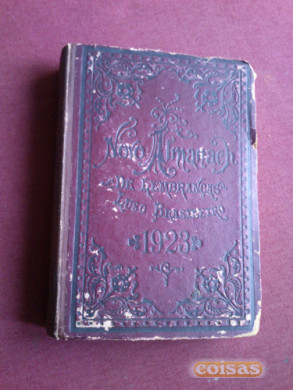 Novo Almanach
DE LEMBRANÇAS
LUSO BRASILEIRO
1923
coisas